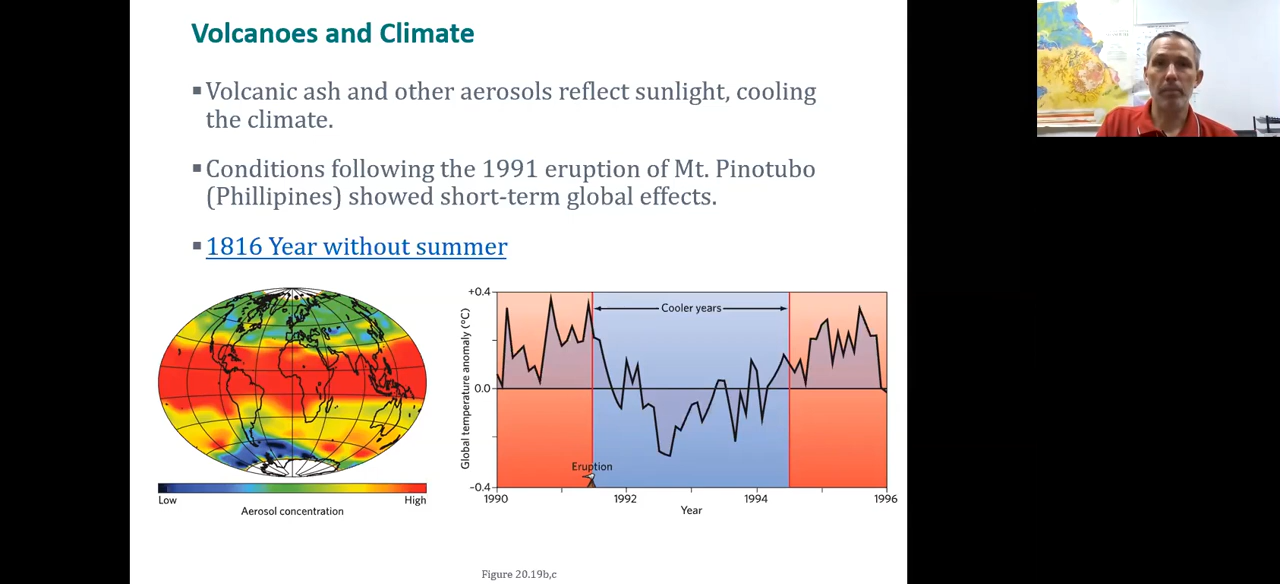 Volcanoes and Climate
▪ Volcanic ash and other aerosols reflect sunlight, cooling
the climate.
▪ Conditions following the 1991 eruption of Mt. Pinotubo
(Phillipines) showed short-term global effects.
▪ 1816 Year without summer
Low
High
Aerosol concentration
Global temperature anomaly (°C)
+0.4
0.0
–0.4
Cooler years
Eruption
1990
1992
1994
1996
Year
Figure 20.19b,c